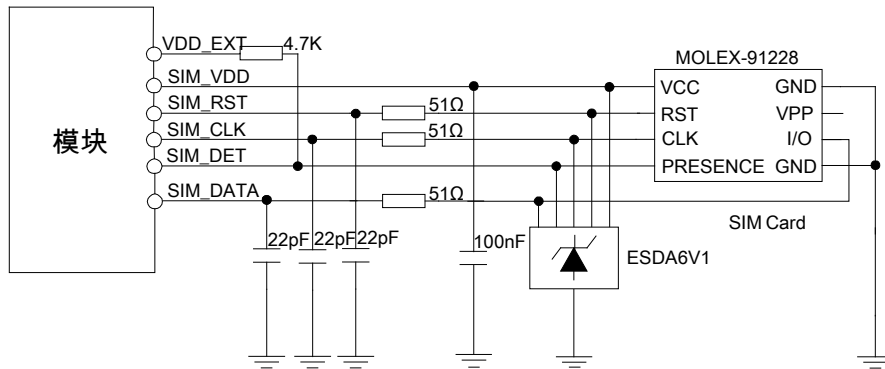 VDD_EXT 4.7K
MOLEX-91228
SIM_VDD
VCC GND
SIM_RST 51Ω
RST VPP
SIM_CLK 51Ω
CLK I/O
模块
SIM_DET
PRESENCE GND
SIM_DATA 51Ω
SIM Card
22pF 22pF 22pF 100nF
ESDA6V1